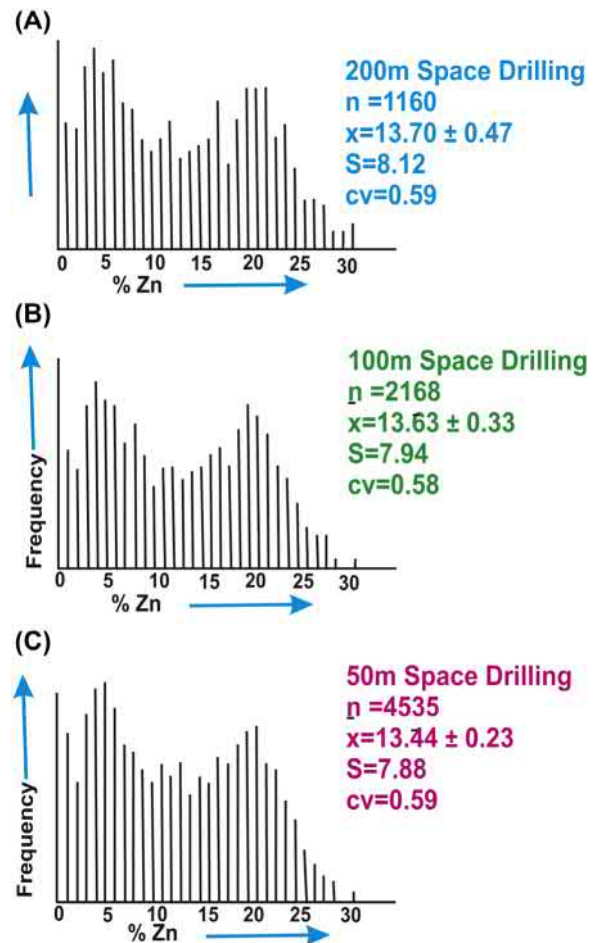 (A)
200m Space Drilling
n =1160
x=13.70 ± 0.47
S=8.12
cv=0.59
0 5 10 15 20 25 30
% Zn
(B)
100m Space Drilling
n =2168
x=13.63 ± 0.33
S=7.94
cv=0.58
Frequency
0 5 10 15 20 25 30
% Zn
(C)
50m Space Drilling
n =4535
x=13.44 ± 0.23
S=7.88
cv=0.59
Frequency
0 5 10 15 20 25 30
% Zn